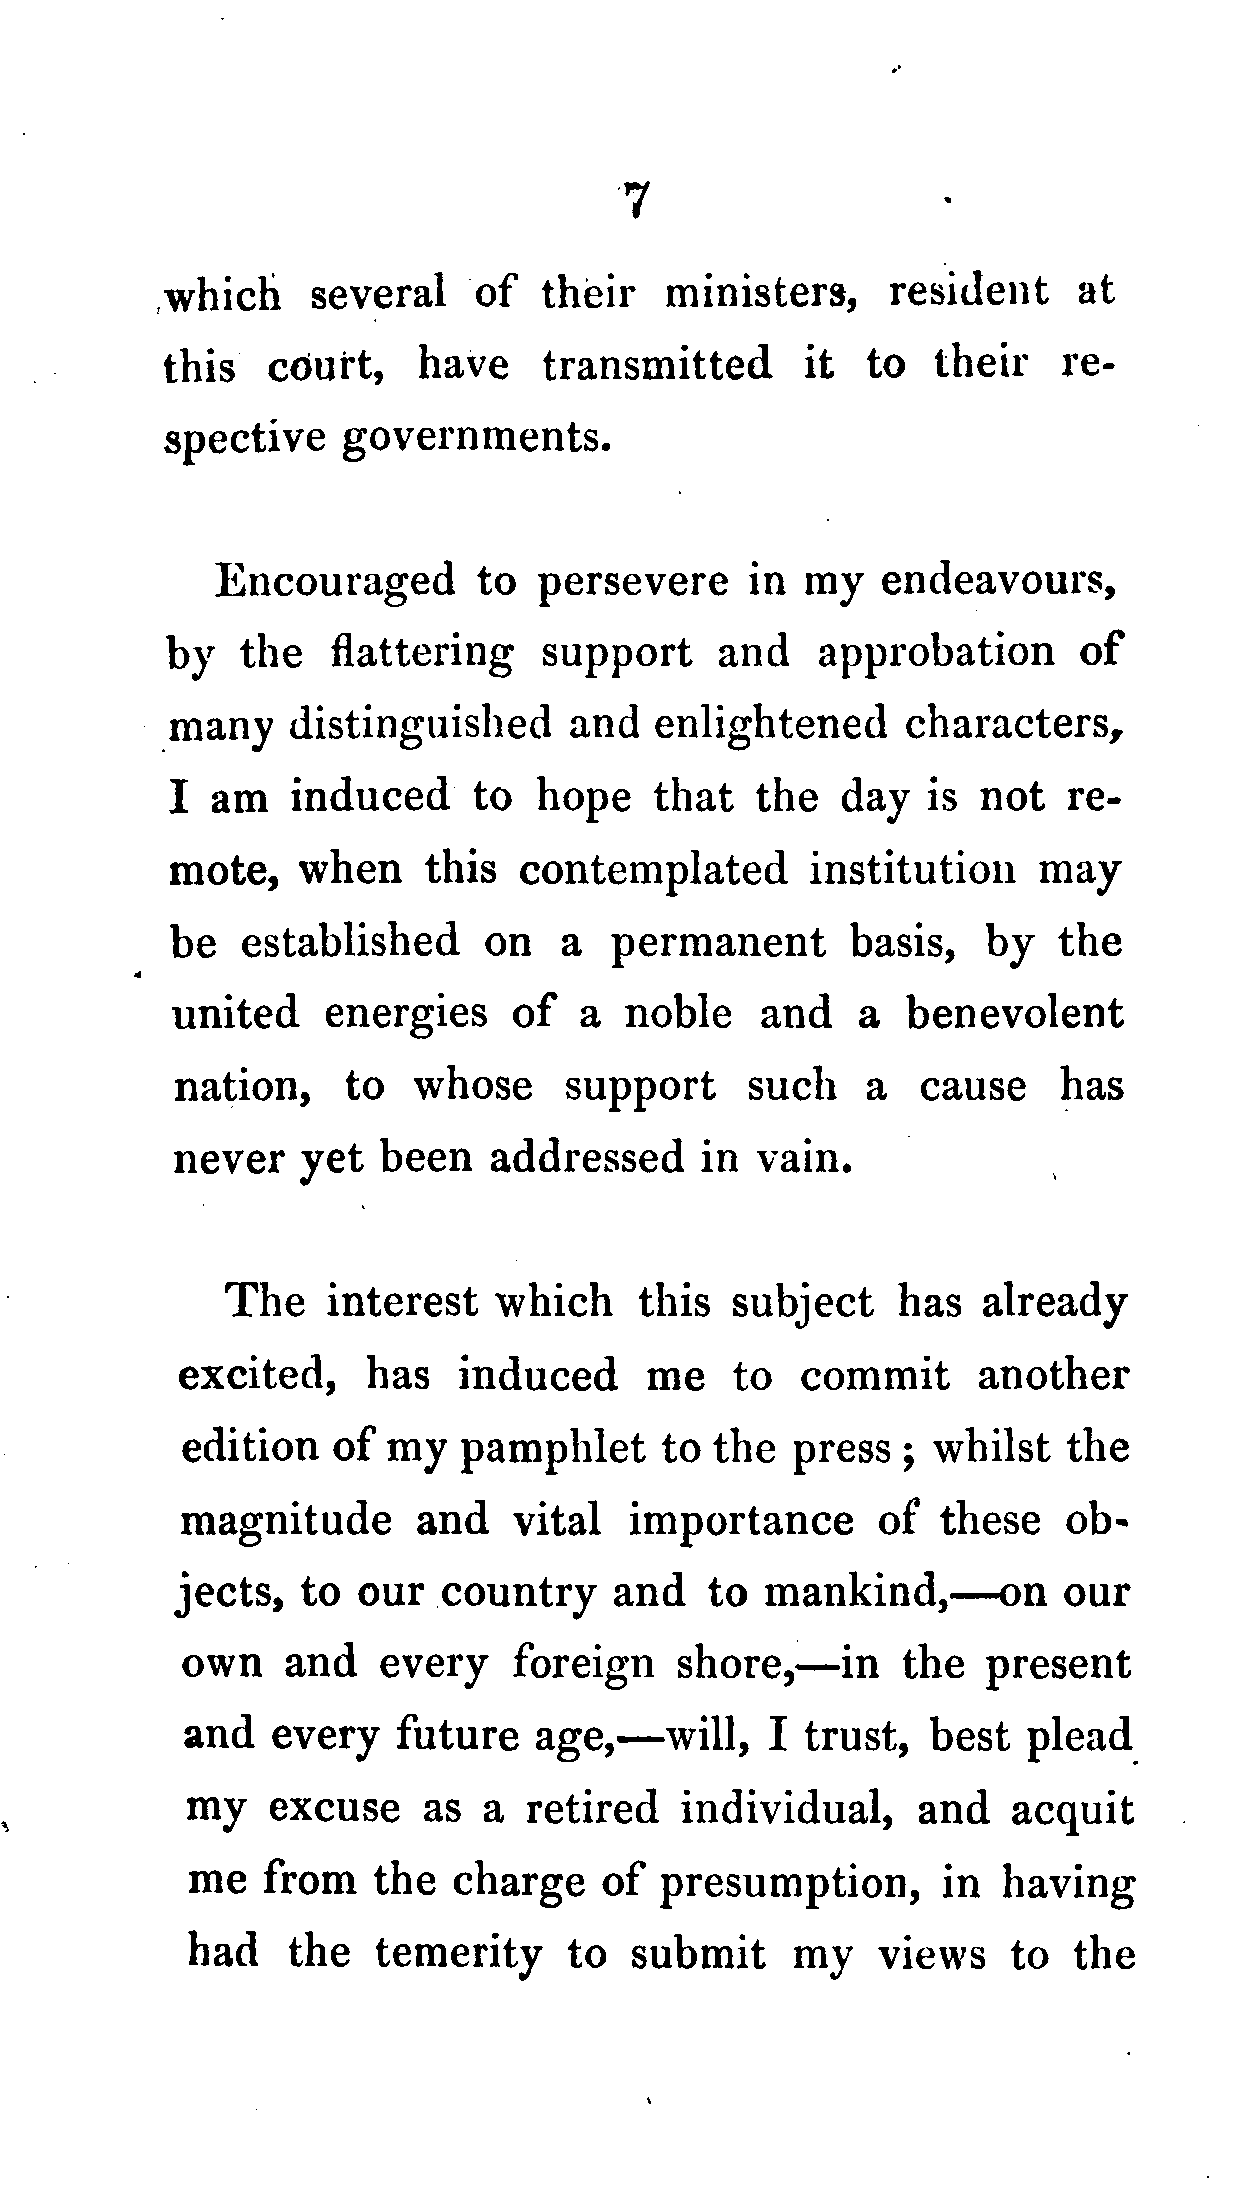 7
which several of their ministers, resident at
this court, have transmitted it to their re-
spective governments.
Encouraged to persevere in my endeavours,
by the flattering support and approbation of
many distinguished and enlightened characters,
I am induced to hope that the day is not re-
mote, when this contemplated institution may
be established on a permanent basis, by the
united energies of a noble and a benevolent
nation, to whose support such a cause has
never yet been addressed in vain.
The interest which this subject has already
excited, has induced me to commit another
edition of my pamphlet to the press ; whilst the
magnitude and vital importance of these ob-
jects, to our country and to mankind,—on our
own and every foreign shore,—in the present
and every future age,—will, I trust, best plead
my excuse as a retired individual, and acquit
me from the charge of presumption, in having
had the temerity to submit my views to the